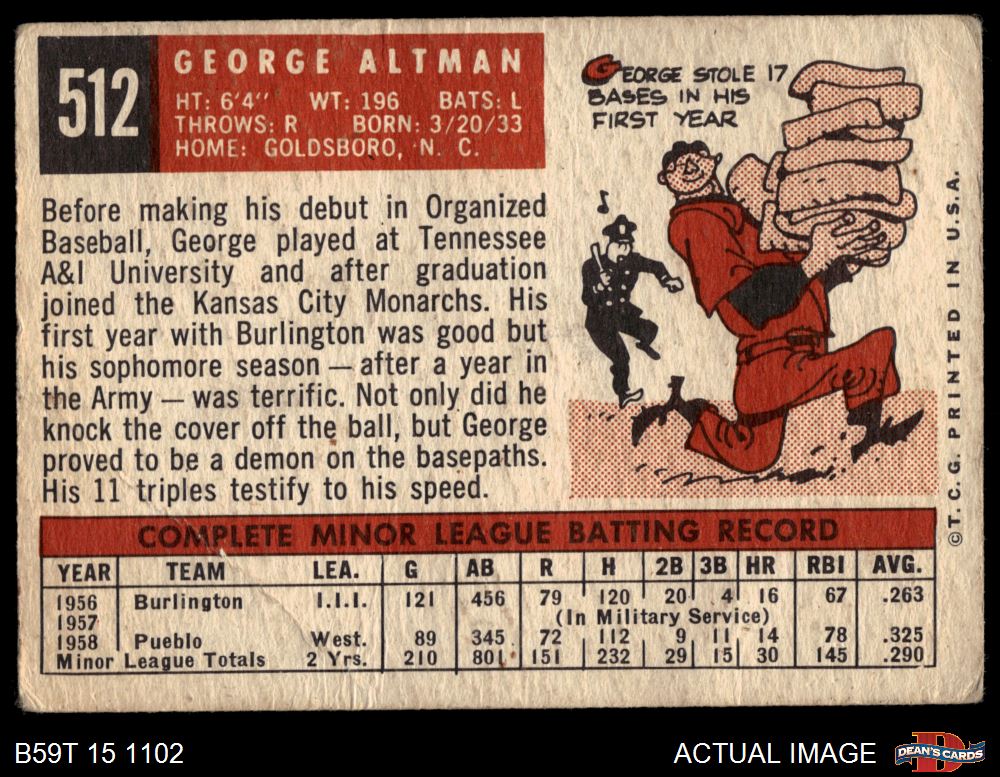 512
GEORGE ALTMAN
HT: 6'4" WT: 196 BATS: L
THROWS: R BORN: 3/20/33
HOME: GOLDSBORO, N. C.
Before making his debut in Organized
Baseball, George played at Tennessee
A&I University and after graduation
joined the Kansas City Monarchs. His
first year with Burlington was good but
his sophomore season — after a year in
the Army — was terrific. Not only did he
knock the cover off the ball, but George
proved to be a demon on the basepaths.
His 11 triples testify to his speed.
GEORGE STOLE 17
BASES IN HIS
FIRST YEAR
©T. C. G. PRINTED IN U.S.A.
COMPLETE MINOR LEAGUE BATTING RECORD
YEAR TEAM LEA. G AB R H 2B 3B HR RBI AVG.
1956 Burlington I.I.I. 121 456 79 120 20 4 16 67 .263
1957 (In Military Service)
1958 Pueblo West. 89 345 72 112 9 11 14 78 .325
Minor League Totals 2 Yrs. 210 801 151 232 29 15 30 145 .290
B59T 15 1102
ACTUAL IMAGE
DEAN'S CARDS